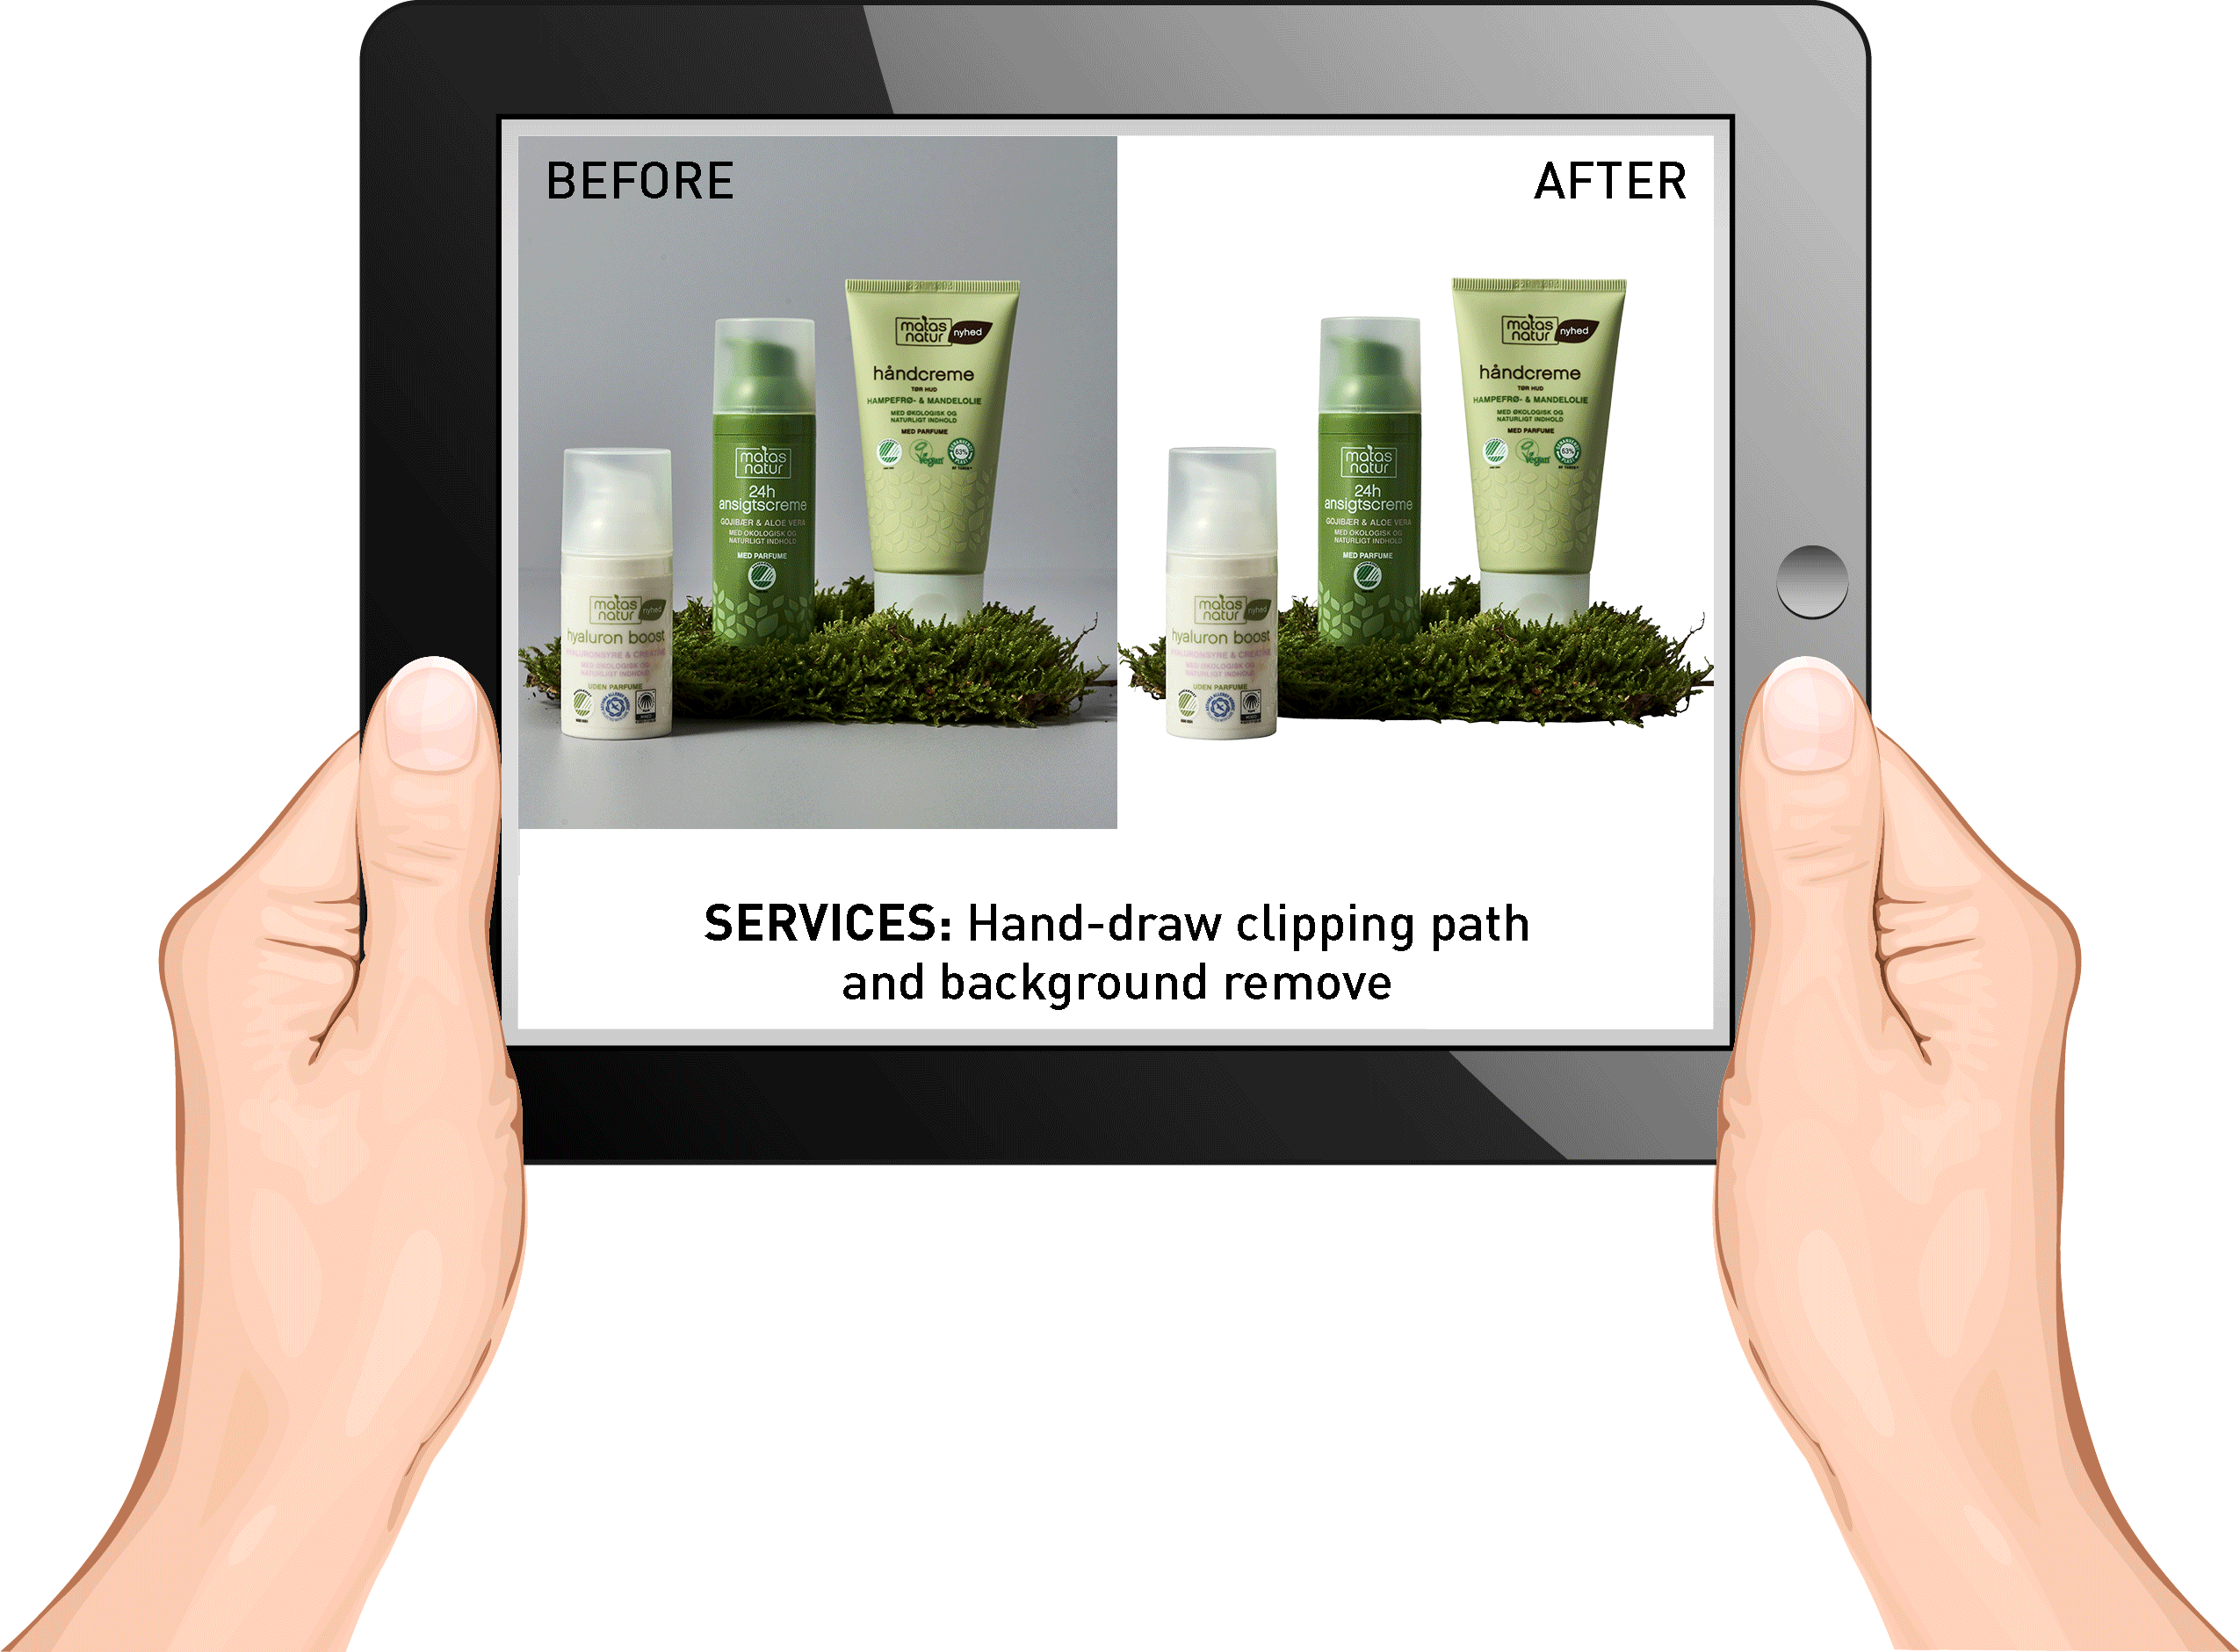 BEFORE
AFTER
matas
natur
nyhed
håndcreme
TØR HUD
HAMPEFRØ- & MANDELOLIE
MED ØKOLOGISK OG
NATURLIGT INDHOLD
MED PARFUME
Vegan
63%
matas
natur
24h
ansigtscreme
GOJIBÆR & ALOE VERA
MED ØKOLOGISK OG
NATURLIGT INDHOLD
MED PARFUME
matas
natur
nyhed
hyaluron boost
HYALURONSYRE & CREATINE
MED ØKOLOGISK OG
NATURLIGT INDHOLD
UDEN PARFUME
matas
natur
nyhed
håndcreme
TØR HUD
HAMPEFRØ- & MANDELOLIE
MED ØKOLOGISK OG
NATURLIGT INDHOLD
MED PARFUME
Vegan
63%
matas
natur
24h
ansigtscreme
GOJIBÆR & ALOE VERA
MED ØKOLOGISK OG
NATURLIGT INDHOLD
MED PARFUME
matas
natur
nyhed
hyaluron boost
HYALURONSYRE & CREATINE
MED ØKOLOGISK OG
NATURLIGT INDHOLD
UDEN PARFUME
SERVICES: Hand-draw clipping path
and background remove